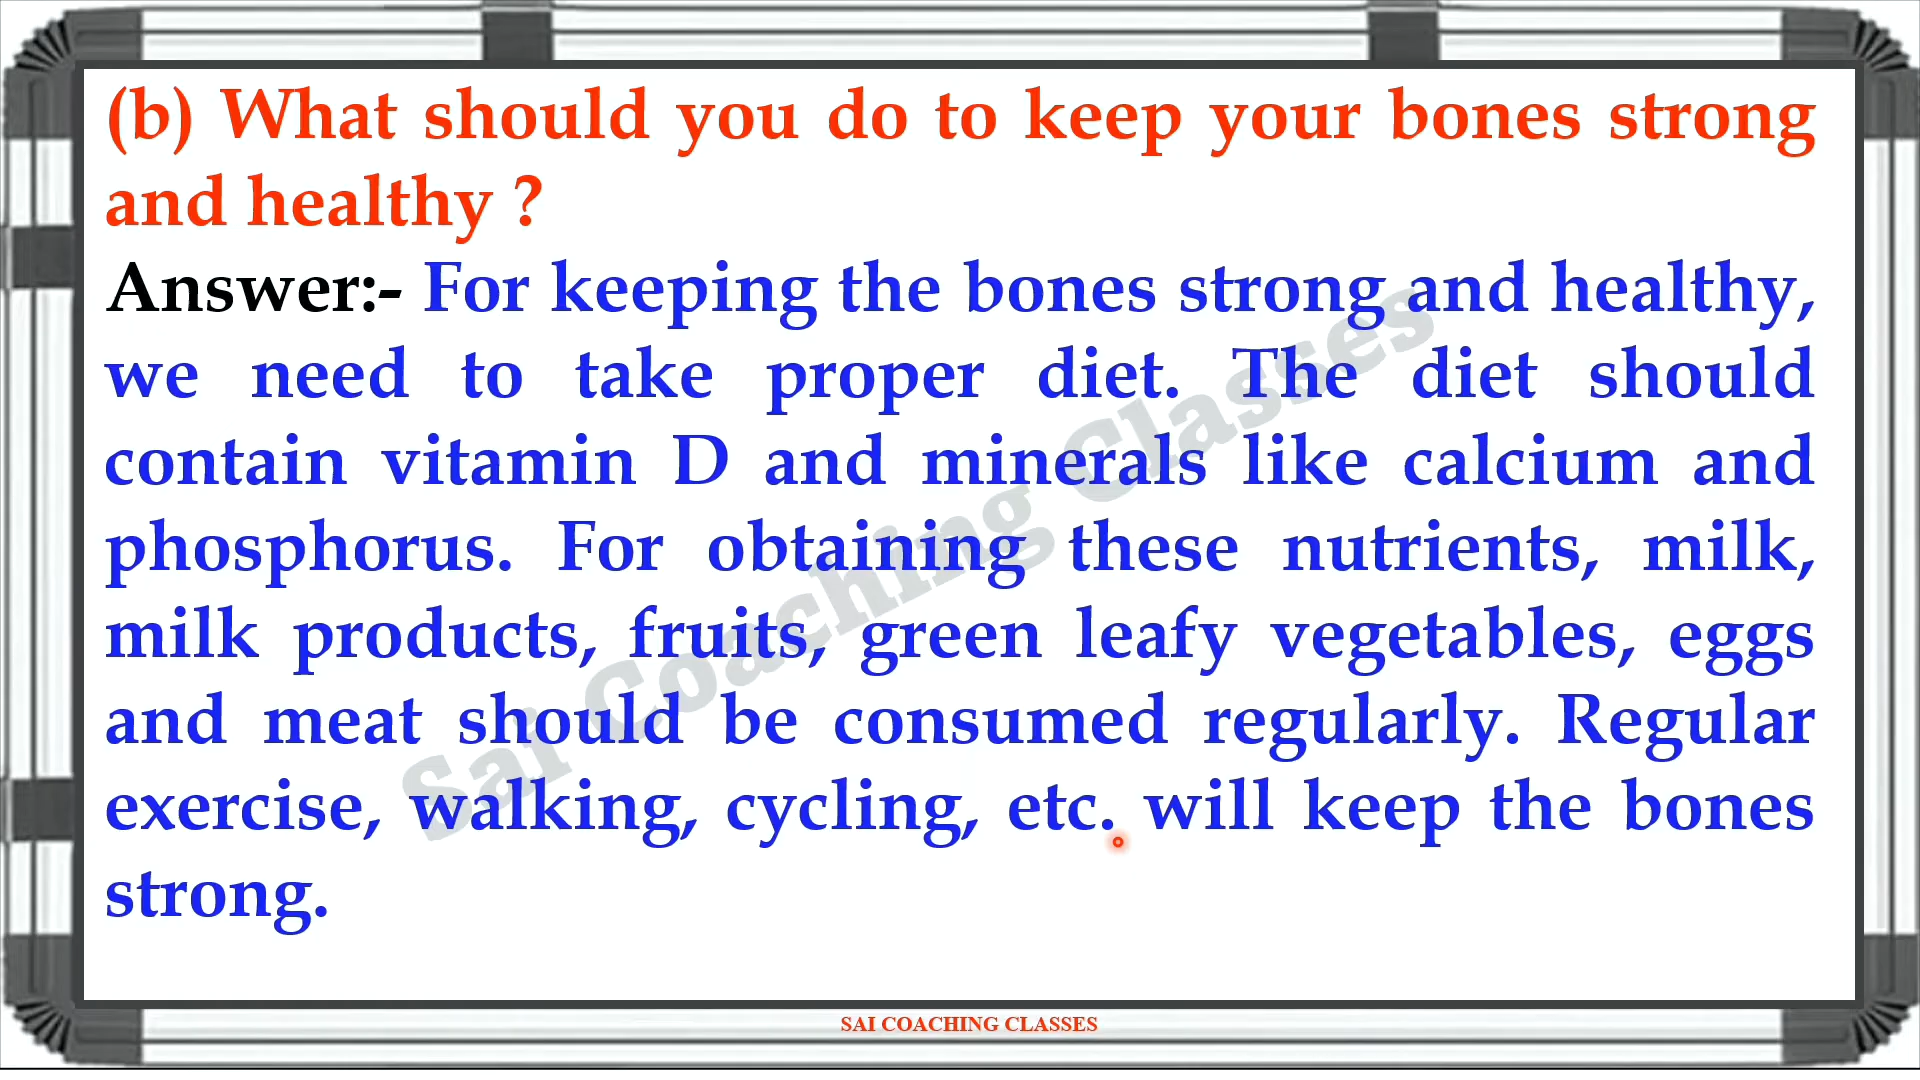 (b) What should you do to keep your bones strong
and healthy ?
Answer:- For keeping the bones strong and healthy,
we need to take proper diet. The diet should
contain vitamin D and minerals like calcium and
phosphorus. For obtaining these nutrients, milk,
milk products, fruits, green leafy vegetables, eggs
and meat should be consumed regularly. Regular
exercise, walking, cycling, etc. will keep the bones
strong.
Sai Coaching Classes
SAI COACHING CLASSES